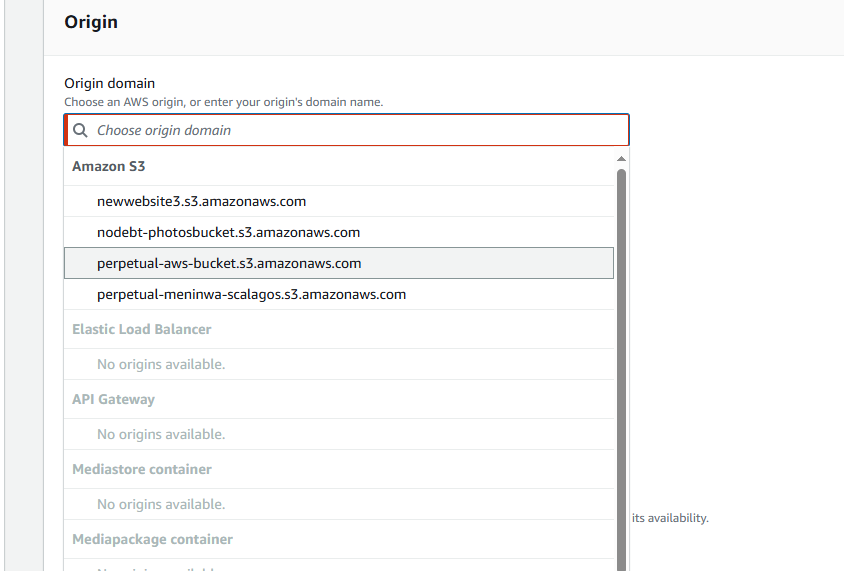 Origin
Origin domain
Choose an AWS origin, or enter your origin's domain name.
Choose origin domain
Amazon S3
newwebsite3.s3.amazonaws.com
nodebt-photosbucket.s3.amazonaws.com
perpetual-aws-bucket.s3.amazonaws.com
perpetual-meninwa-scalagos.s3.amazonaws.com
Elastic Load Balancer
No origins available.
API Gateway
No origins available.
Mediastore container
No origins available.
its availability.
Mediapackage container